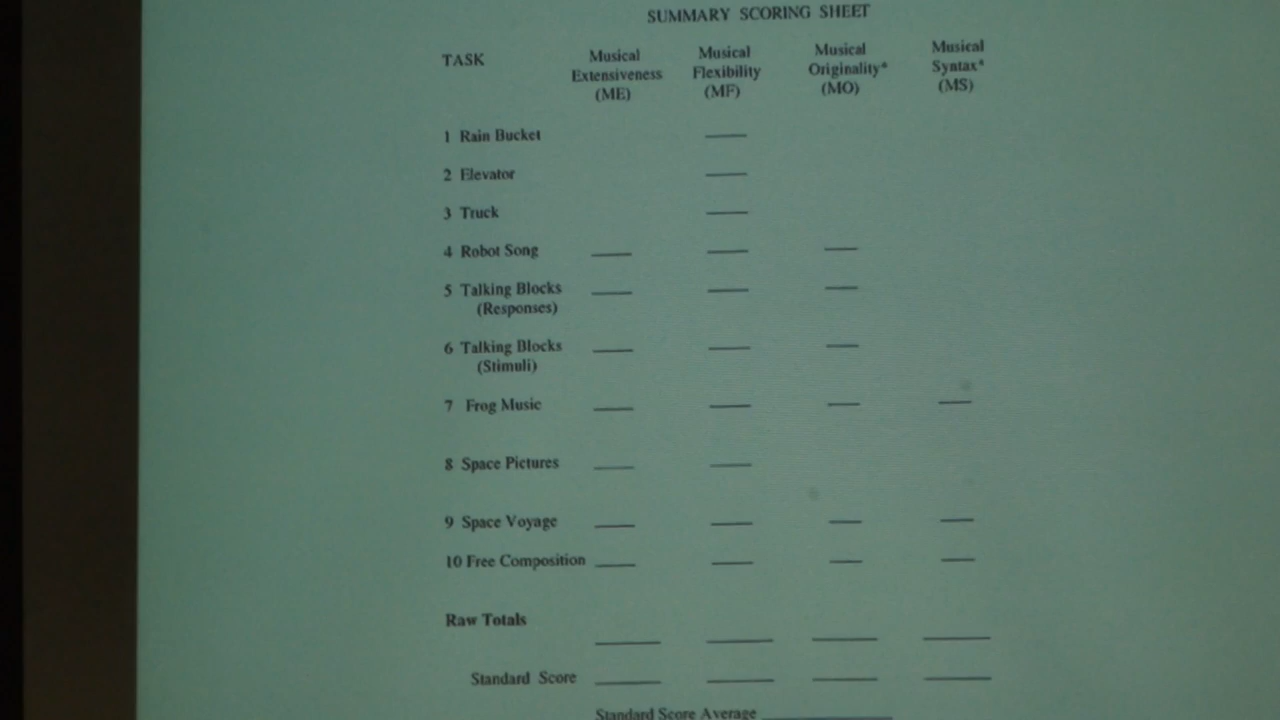 SUMMARY SCORING SHEET
TASK
Musical Extensiveness (ME)
Musical Flexibility (MF)
Musical Originality* (MO)
Musical Syntax* (MS)
1 Rain Bucket
2 Elevator
3 Truck
4 Robot Song
5 Talking Blocks
(Responses)
6 Talking Blocks
(Stimuli)
7 Frog Music
8 Space Pictures
9 Space Voyage
10 Free Composition
Raw Totals
Standard Score
Standard Score Average